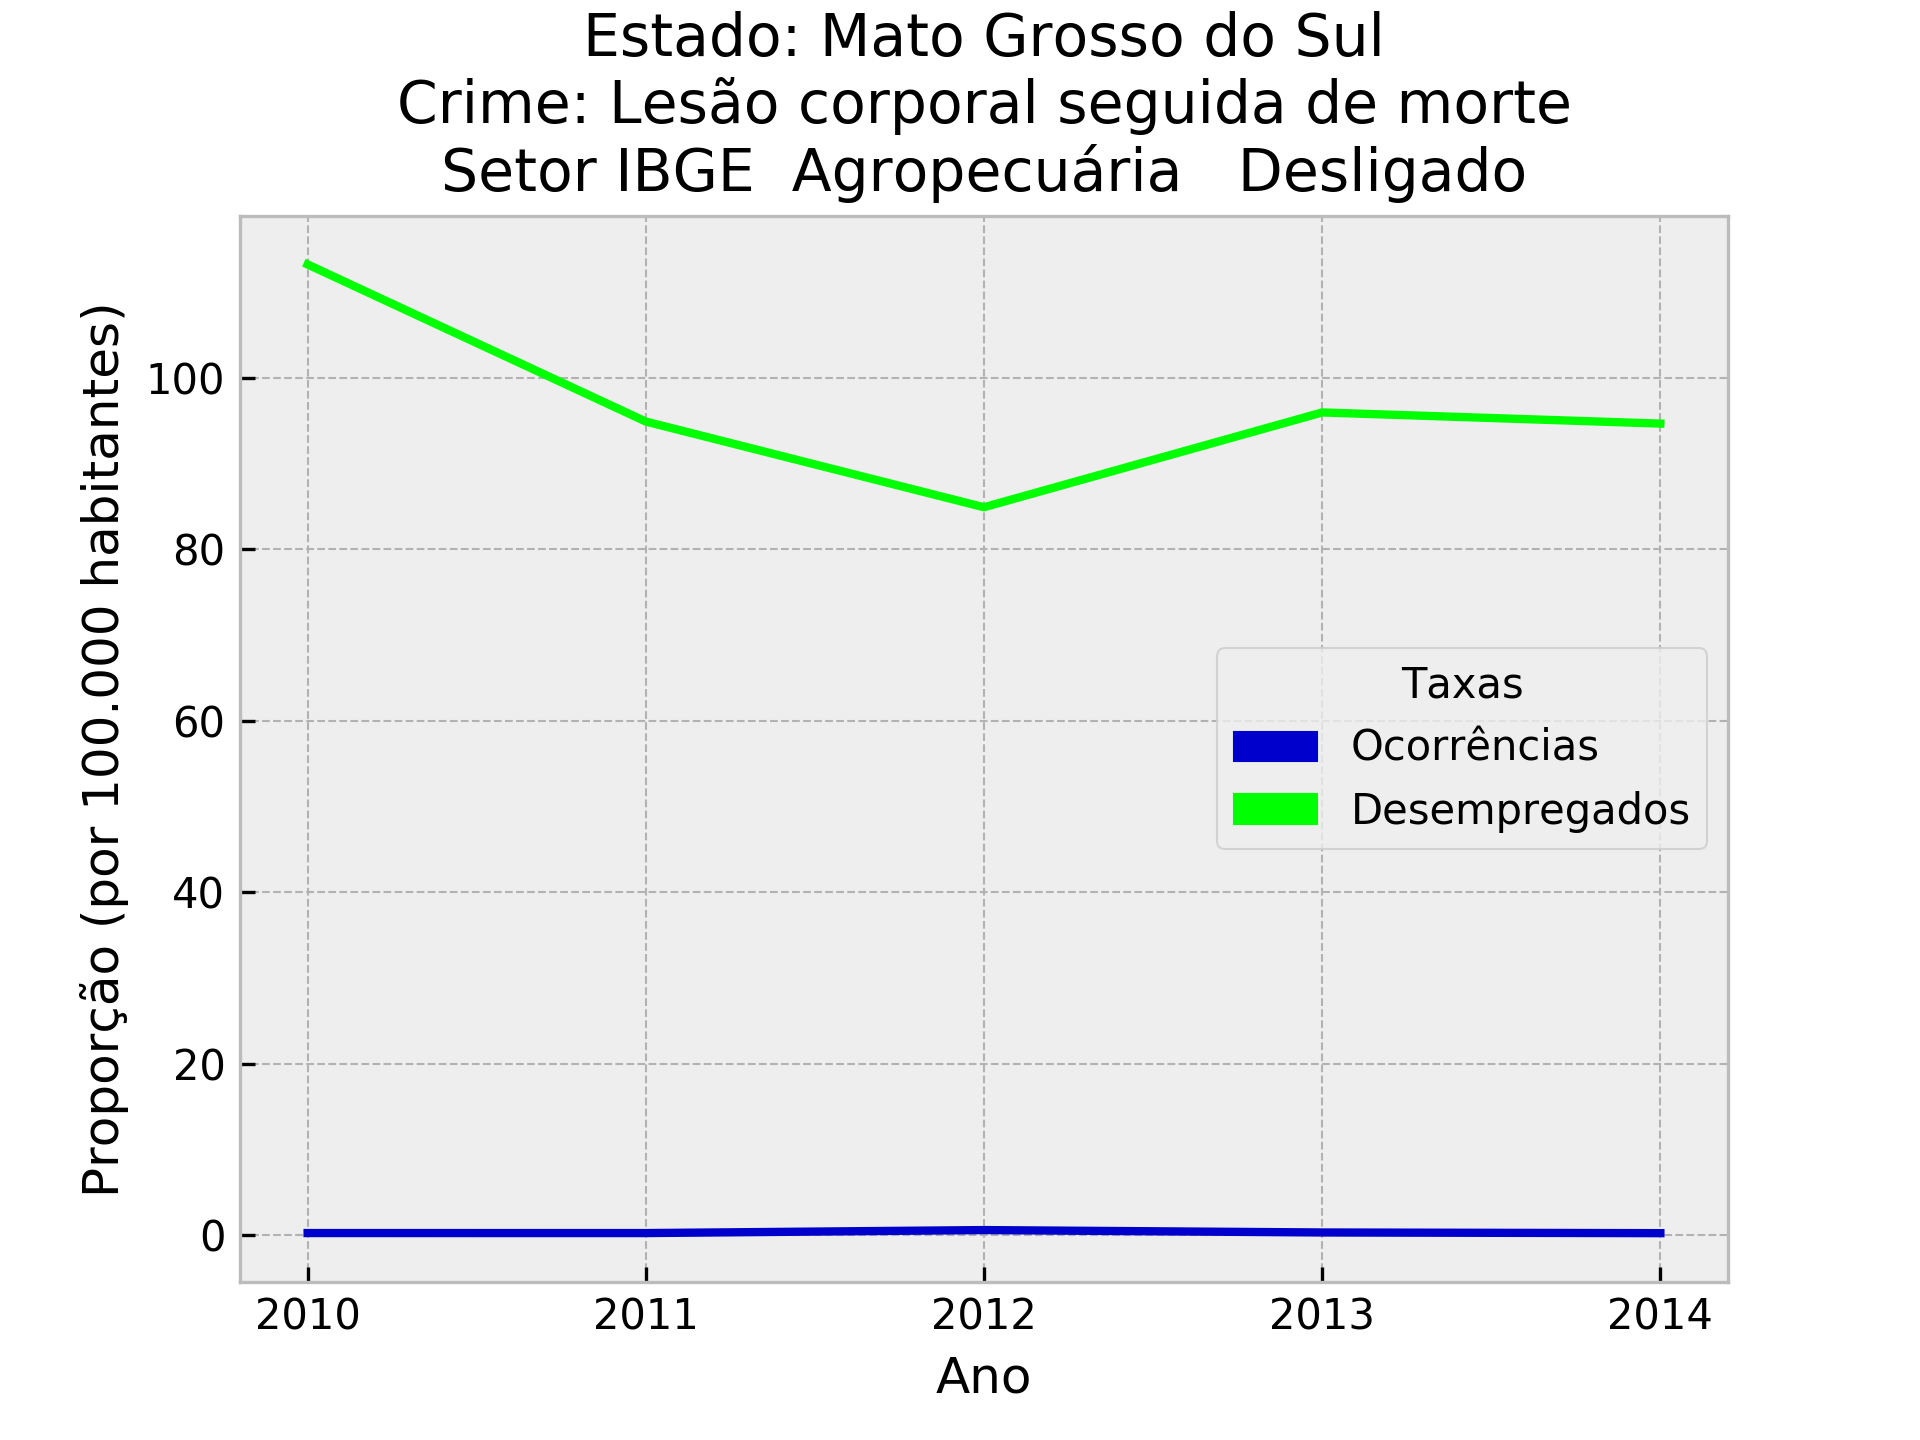 Estado: Mato Grosso do Sul
Crime: Lesão corporal seguida de morte
Setor IBGE  Agropecuária   Desligado
Proporção (por 100.000 habitantes)
100
80
60
40
20
0
Taxas
Ocorrências
Desempregados
2010 2011 2012 2013 2014
Ano